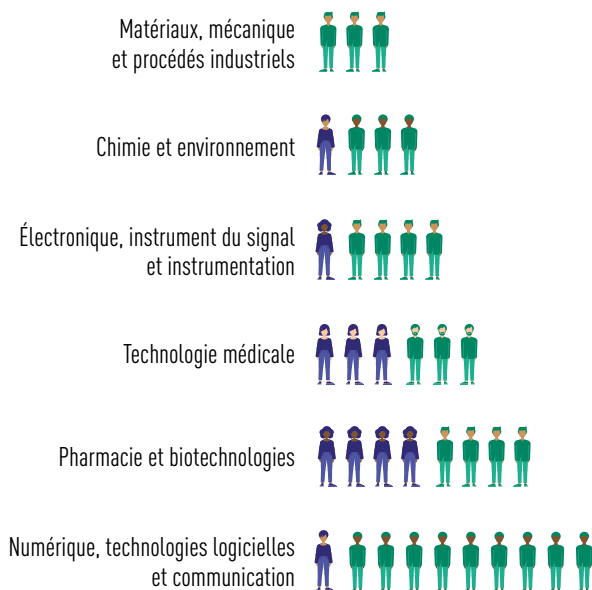 Matériaux, mécanique
et procédés industriels
Chimie et environnement
Électronique, instrument du signal
et instrumentation
Technologie médicale
Pharmacie et biotechnologies
Numérique, technologies logicielles
et communication